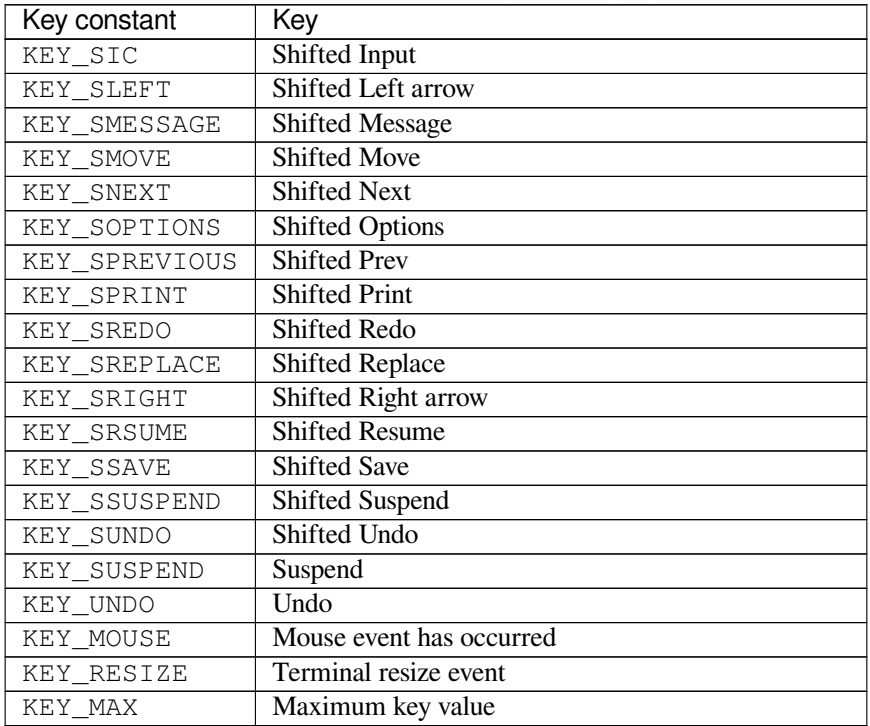 Key constant Key
KEY_SIC Shifted Input
KEY_SLEFT Shifted Left arrow
KEY_SMESSAGE Shifted Message
KEY_SMOVE Shifted Move
KEY_SNEXT Shifted Next
KEY_SOPTIONS Shifted Options
KEY_SPREVIOUS Shifted Prev
KEY_SPRINT Shifted Print
KEY_SREDO Shifted Redo
KEY_SREPLACE Shifted Replace
KEY_SRIGHT Shifted Right arrow
KEY_SRSUME Shifted Resume
KEY_SSAVE Shifted Save
KEY_SSUSPEND Shifted Suspend
KEY_SUNDO Shifted Undo
KEY_SUSPEND Suspend
KEY_UNDO Undo
KEY_MOUSE Mouse event has occurred
KEY_RESIZE Terminal resize event
KEY_MAX Maximum key value